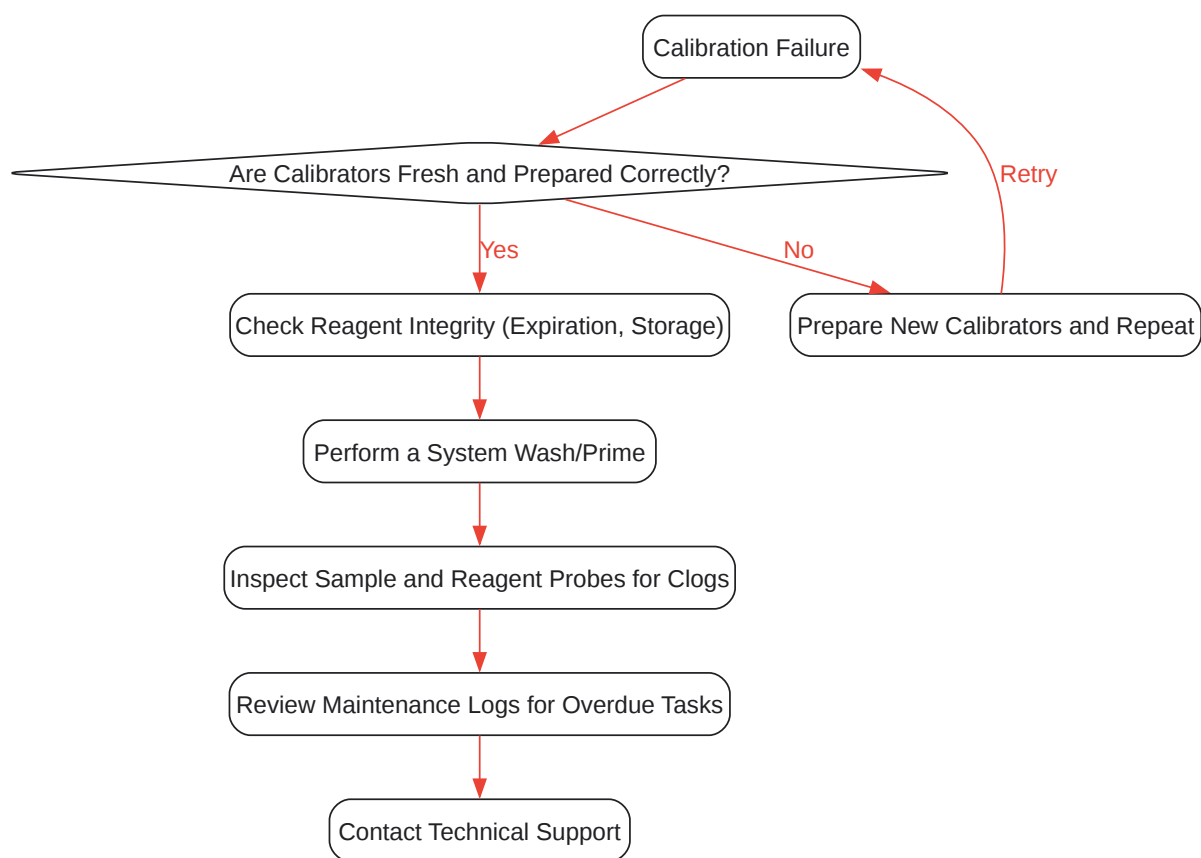 Calibration Failure
Are Calibrators Fresh and Prepared Correctly?
Retry
Yes
No
Check Reagent Integrity (Expiration, Storage)
Prepare New Calibrators and Repeat
Perform a System Wash/Prime
Inspect Sample and Reagent Probes for Clogs
Review Maintenance Logs for Overdue Tasks
Contact Technical Support